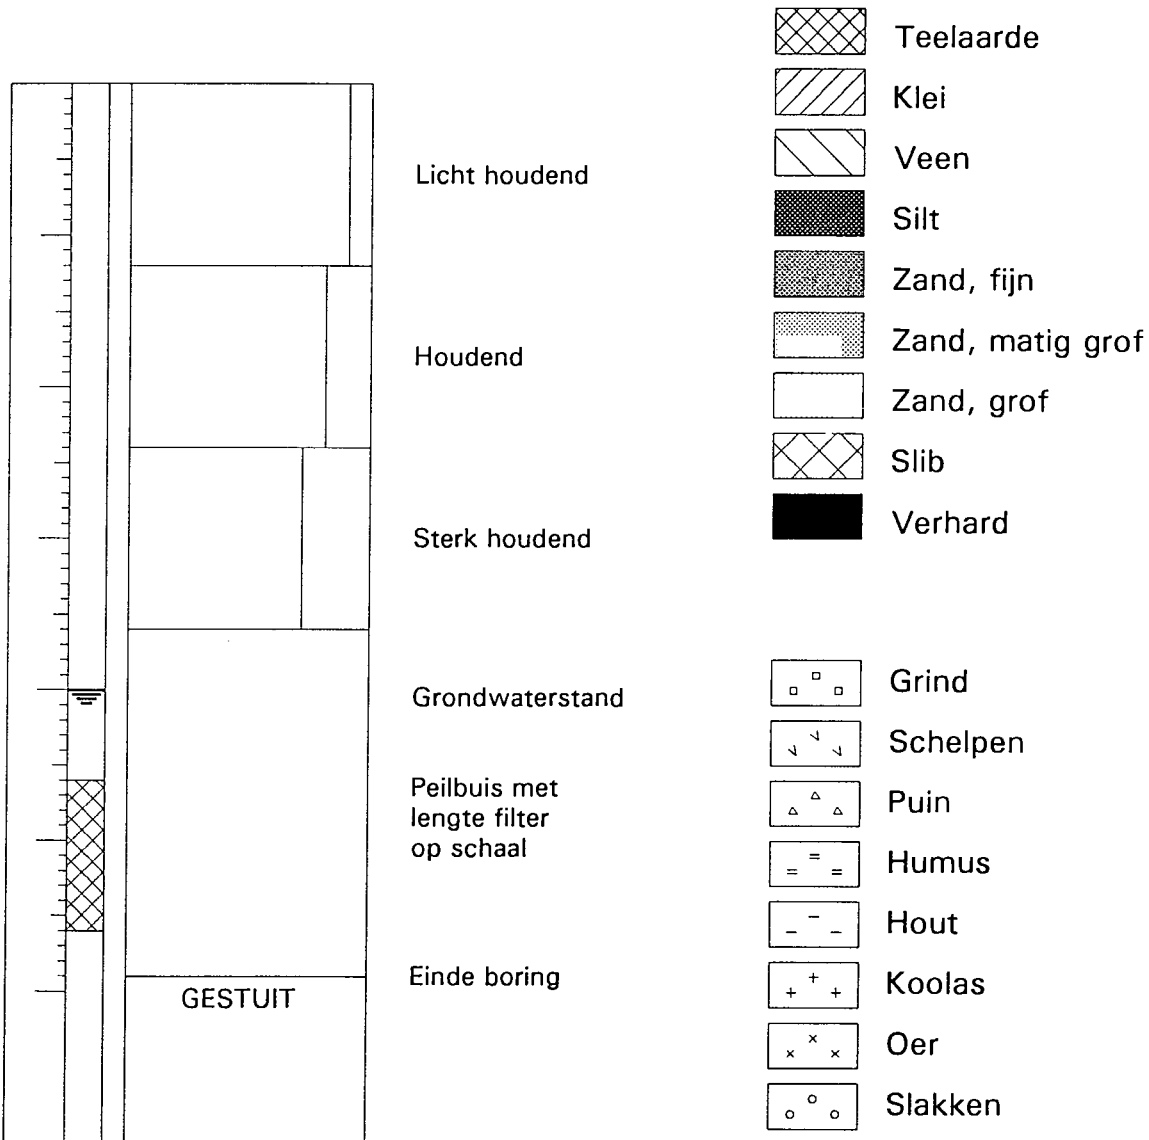 Licht houdend
Houdend
Sterk houdend
Grondwaterstand
Peilbuis met
lengte filter
op schaal
Einde boring
GESTUIT
Teelaarde
Klei
Veen
Silt
Zand, fijn
Zand, matig grof
Zand, grof
Slib
Verhard
Grind
Schelpen
Puin
Humus
Hout
Koolas
Oer
Slakken